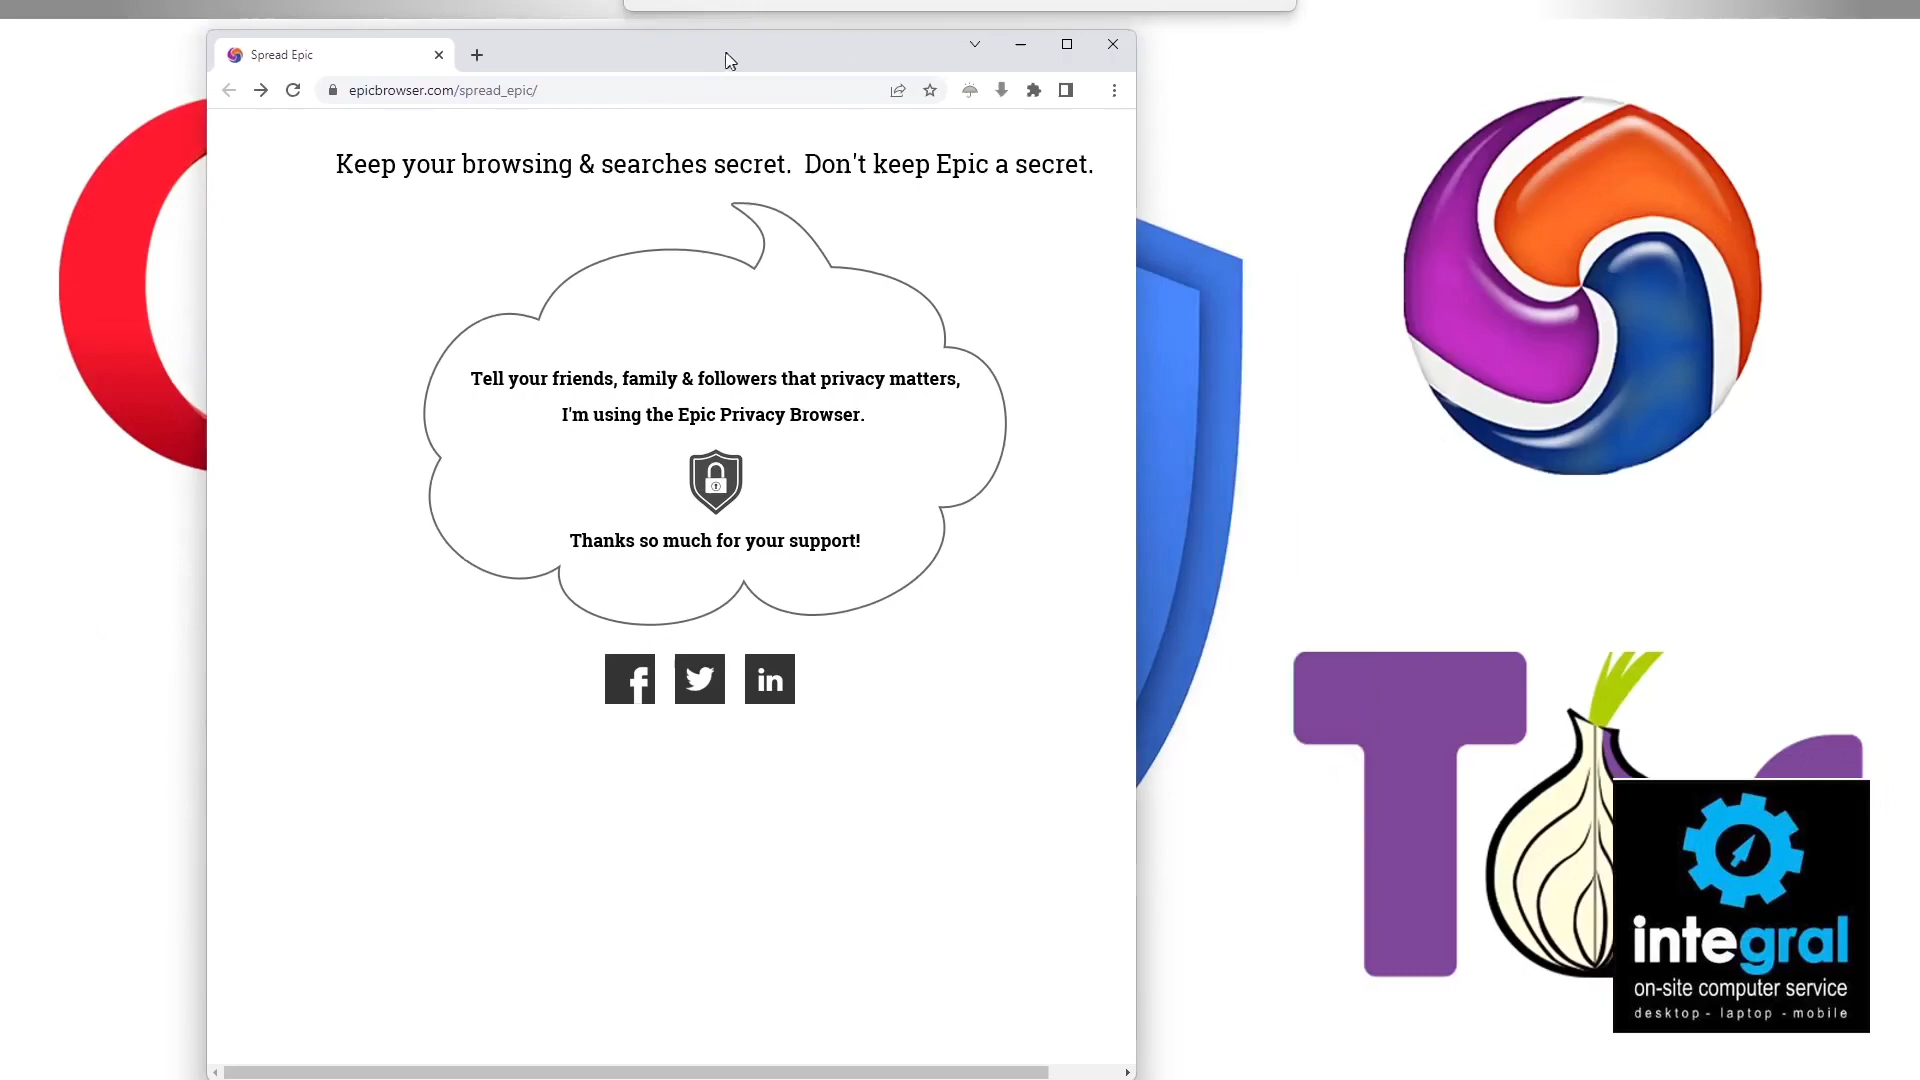 Spread Epic
epicbrowser.com/spread_epic/
Keep your browsing & searches secret. Don't keep Epic a secret.
Tell your friends, family & followers that privacy matters,
I'm using the Epic Privacy Browser.
Thanks so much for your support!
f
in
T
integral
on-site computer service
desktop - laptop - mobile